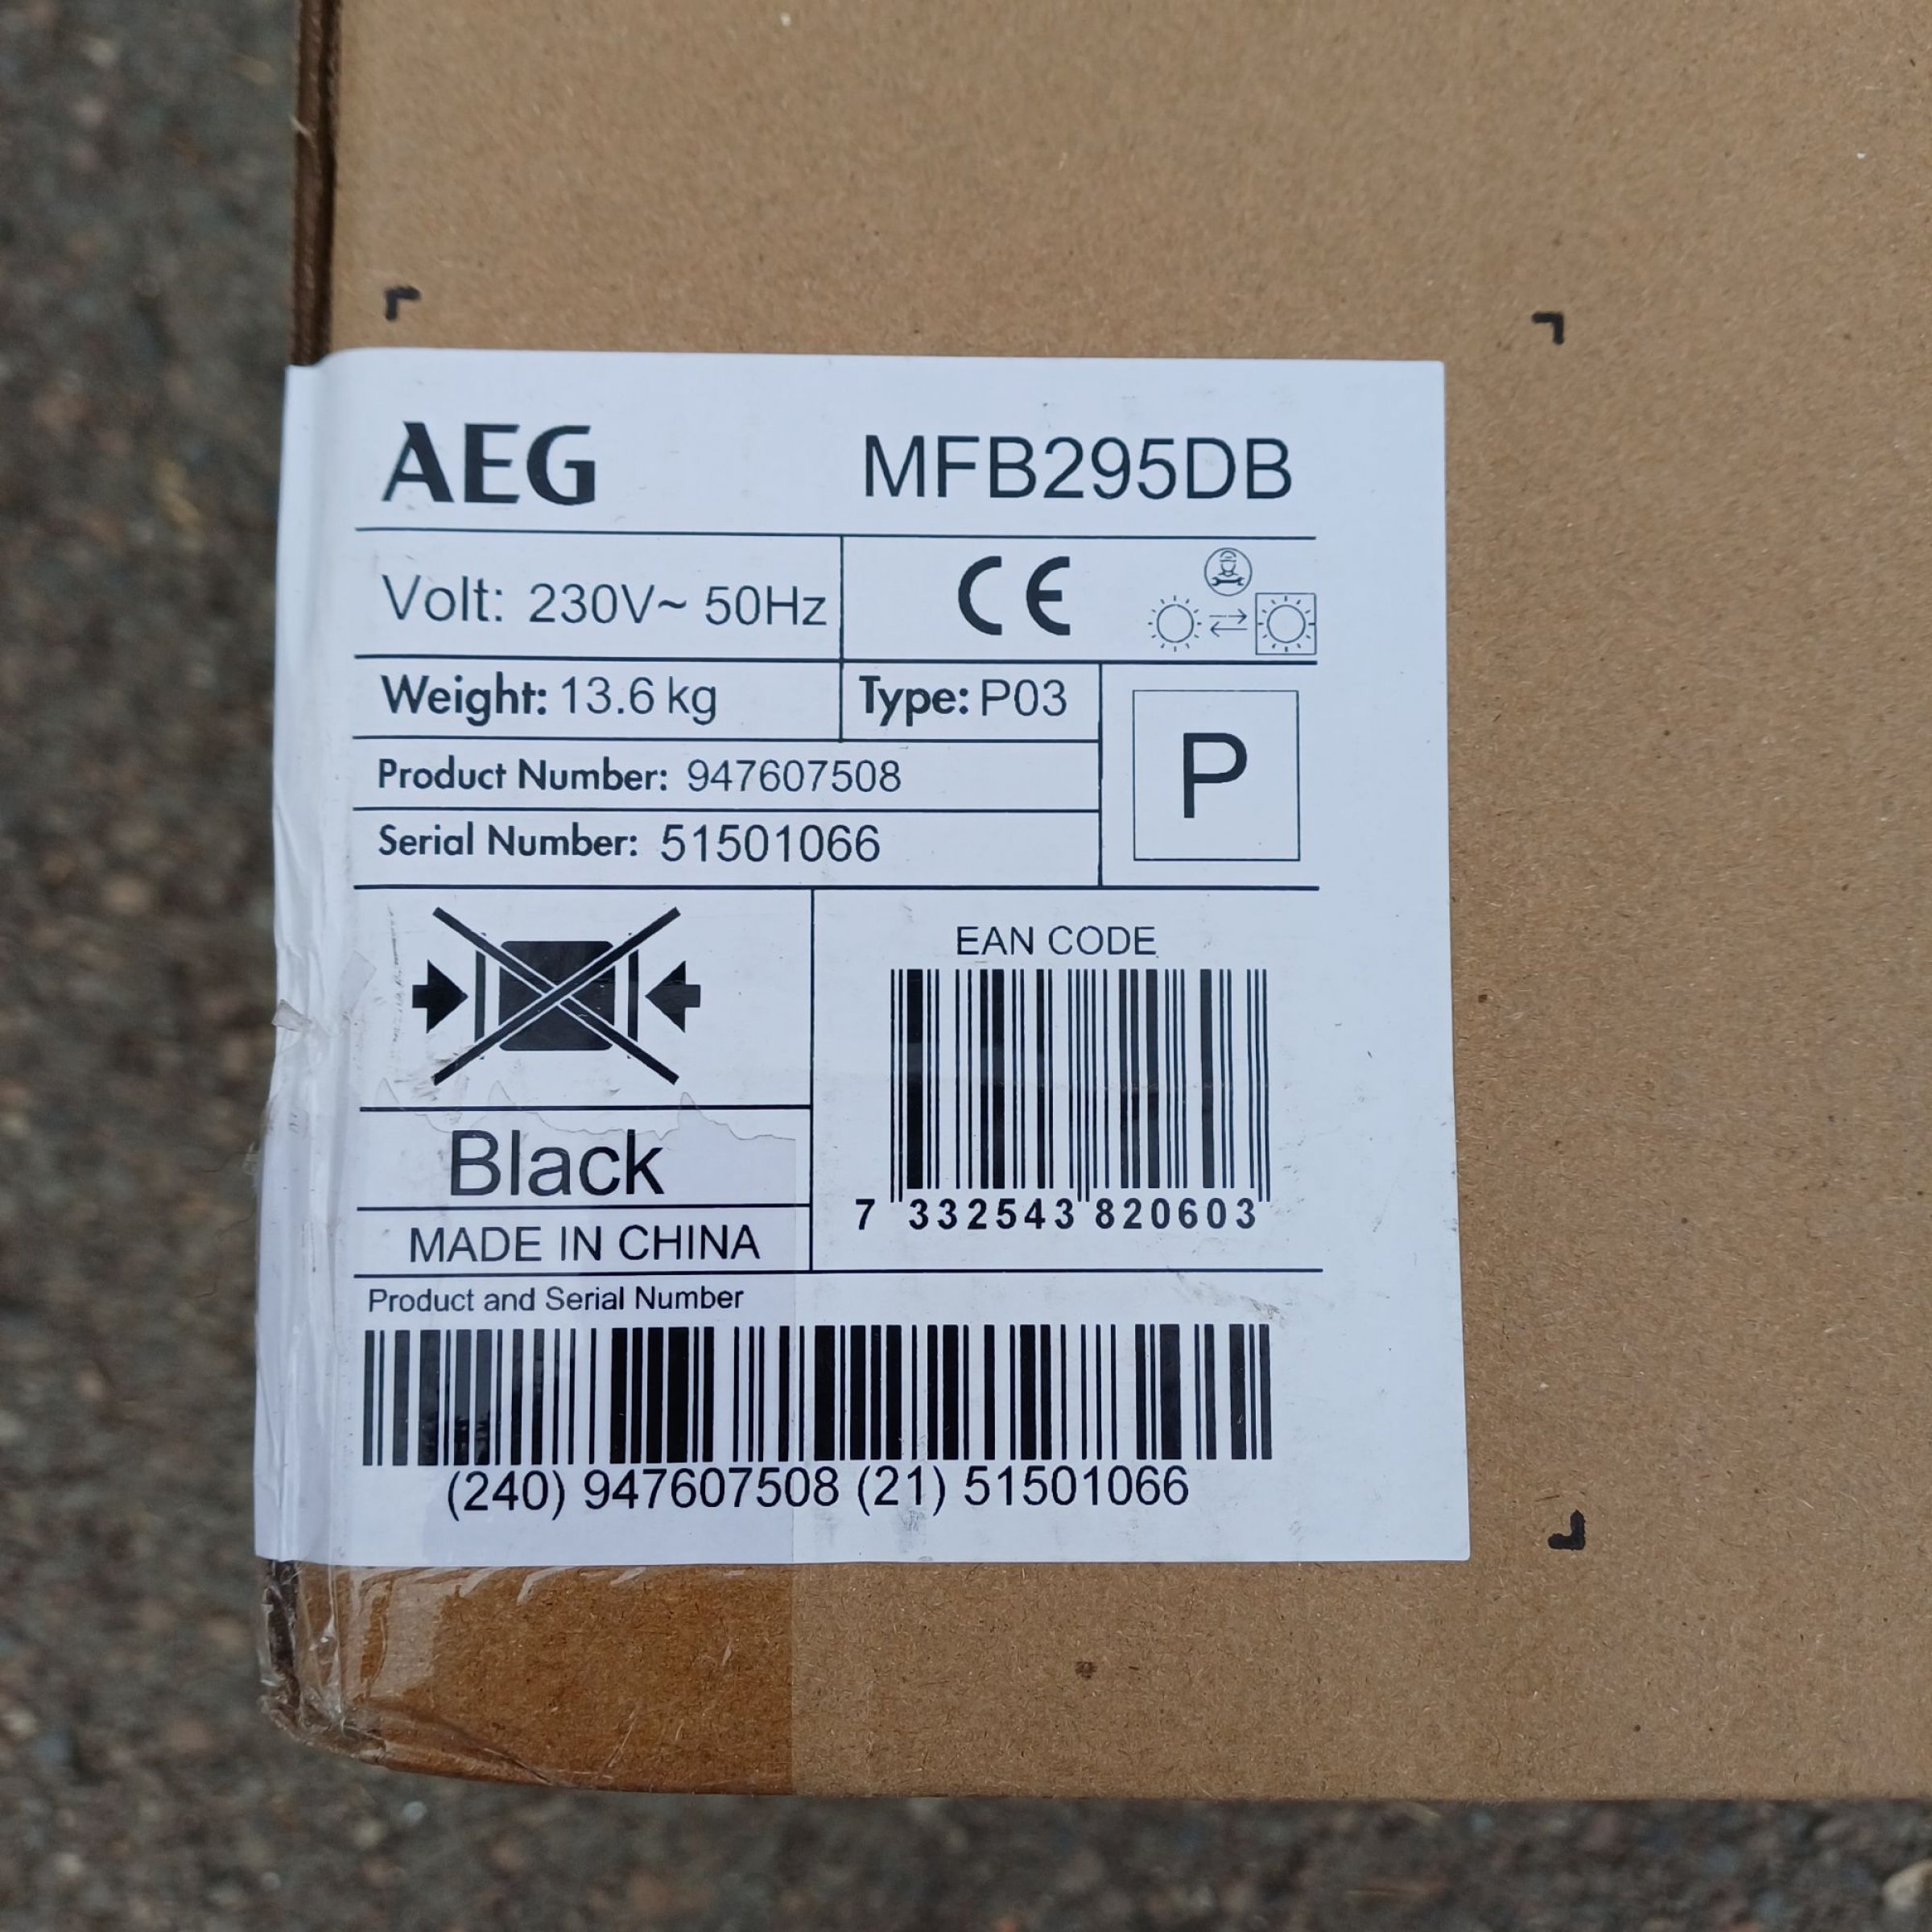 AEG MFB295DB
Volt: 230V~ 50Hz CE
Weight: 13.6 kg Type: P03
P
Product Number: 947607508
Serial Number: 51501066
EAN CODE
7 332543 820603
Black
MADE IN CHINA
Product and Serial Number
(240) 947607508 (21) 51501066